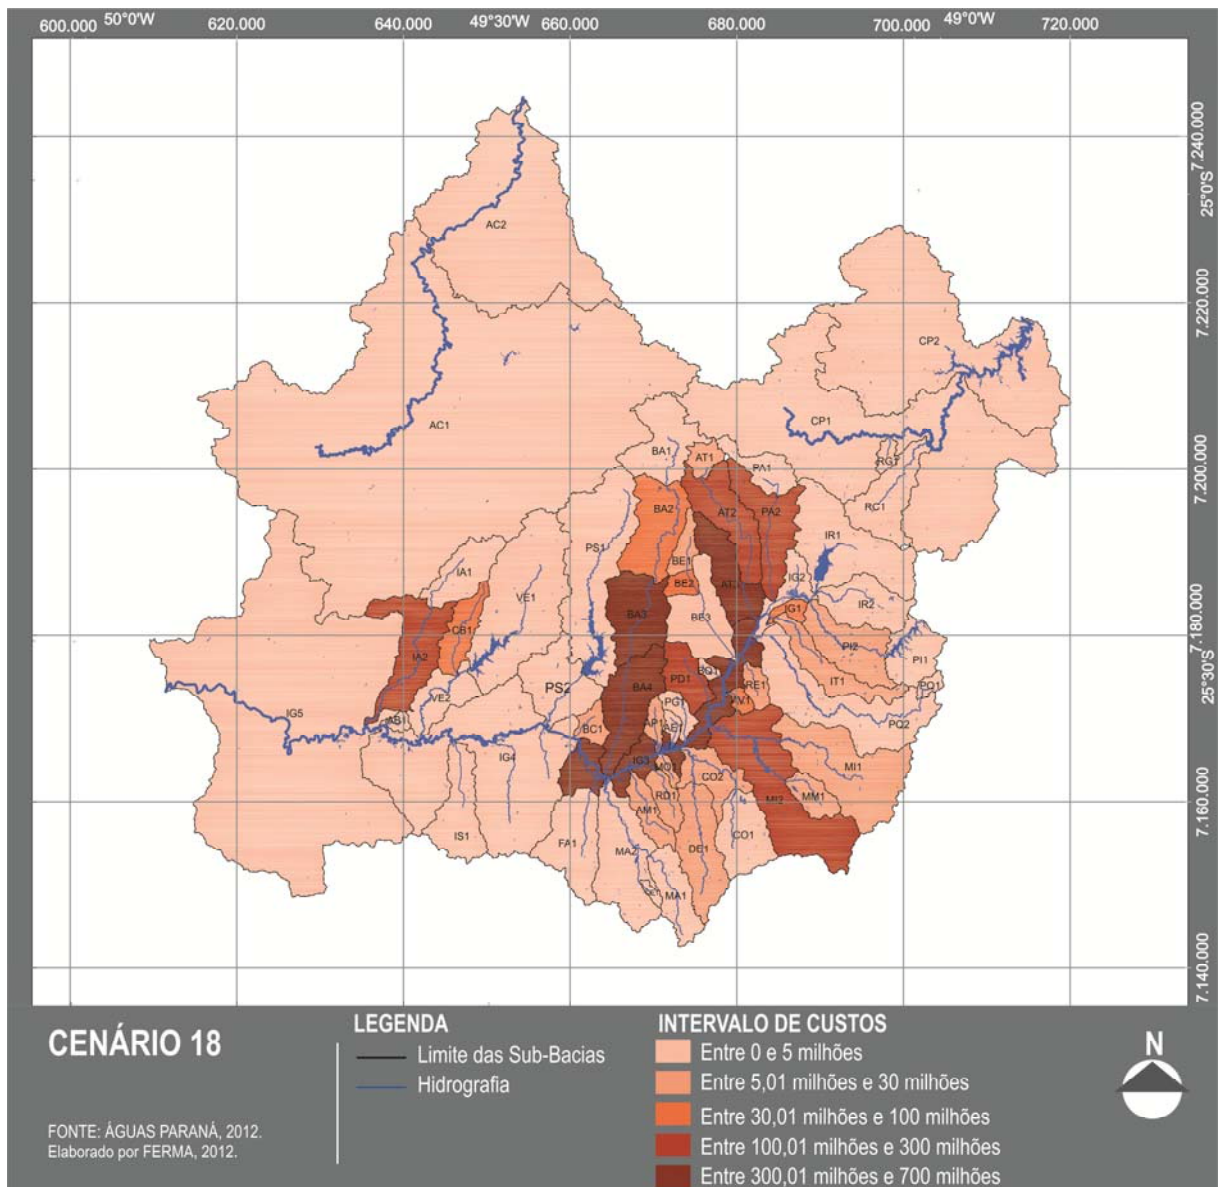 600.000 50°0'W 620.000 640.000 49°30'W 660.000 680.000 700.000 49°0'W 720.000
7.240.000
25°0'S
7.220.000
7.200.000
7.180.000
25°30'S
7.160.000
7.140.000
AC2
CP2
AC1
CP1
BA1
AT1
PA1
RC1
BA2
AT2
PA2
IR1
PS1
BE1
IG2
IA1
BE2
VE1
BA3
IG1
IR2
CB1
BE3
IA2
PI2
PI1
PD1
IT1
PS2
BA4
RE1
VE2
PG1
IG5
PQ2
BC1
IG4
IG3
MI1
CO2
RD1
MM1
MI2
AM1
IS1
FA1
MA2
DE1
CO1
MA1
CENÁRIO 18
FONTE: ÁGUAS PARANÁ, 2012.
Elaborado por FERMA, 2012.
LEGENDA
Limite das Sub-Bacias
Hidrografia
INTERVALO DE CUSTOS
Entre 0 e 5 milhões
Entre 5,01 milhões e 30 milhões
Entre 30,01 milhões e 100 milhões
Entre 100,01 milhões e 300 milhões
Entre 300,01 milhões e 700 milhões
N